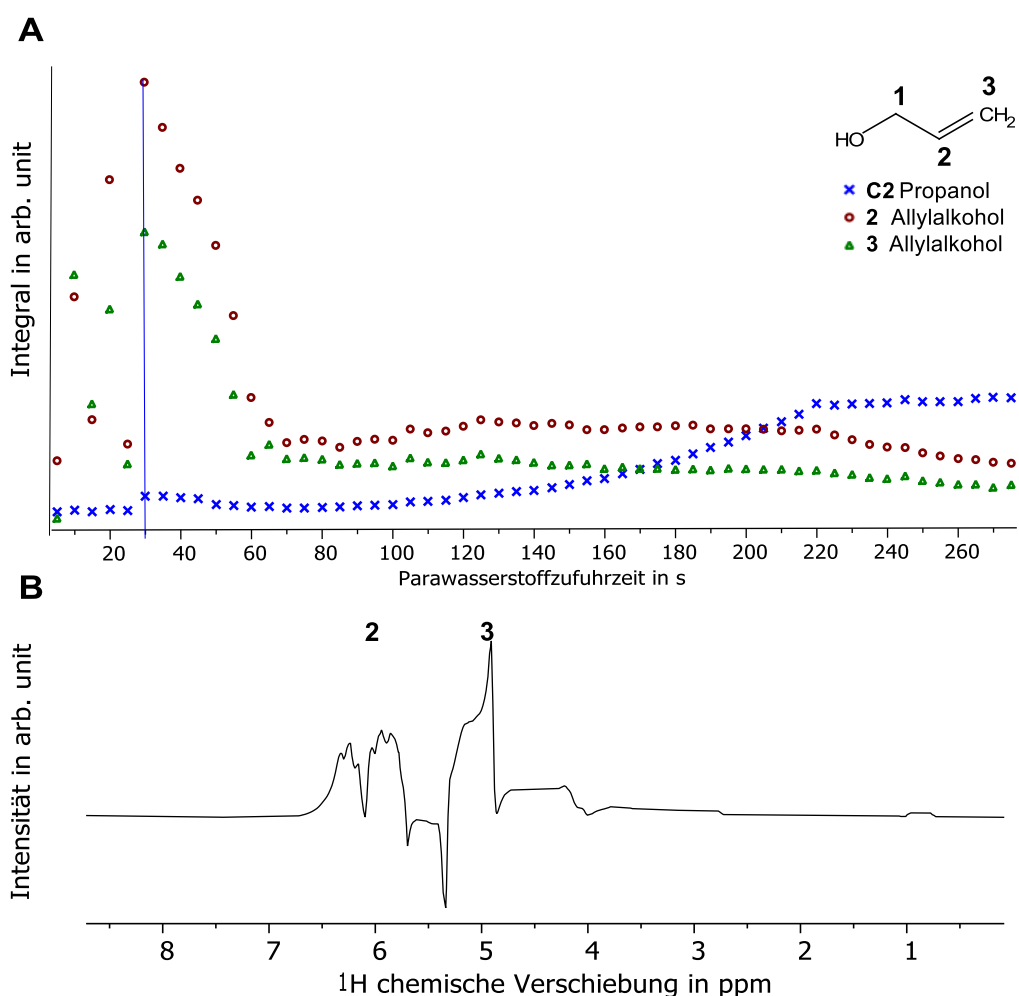 A
Integral in arb. unit
1
3
HO
CH2
2
C2 Propanol
2 Allylalkohol
3 Allylalkohol
20 40 60 80 100 120 140 160 180 200 220 240 260
Parawasserstoffzufuhrzeit in s
B
Intensität in arb. unit
2 3
8 7 6 5 4 3 2 1
1H chemische Verschiebung in ppm